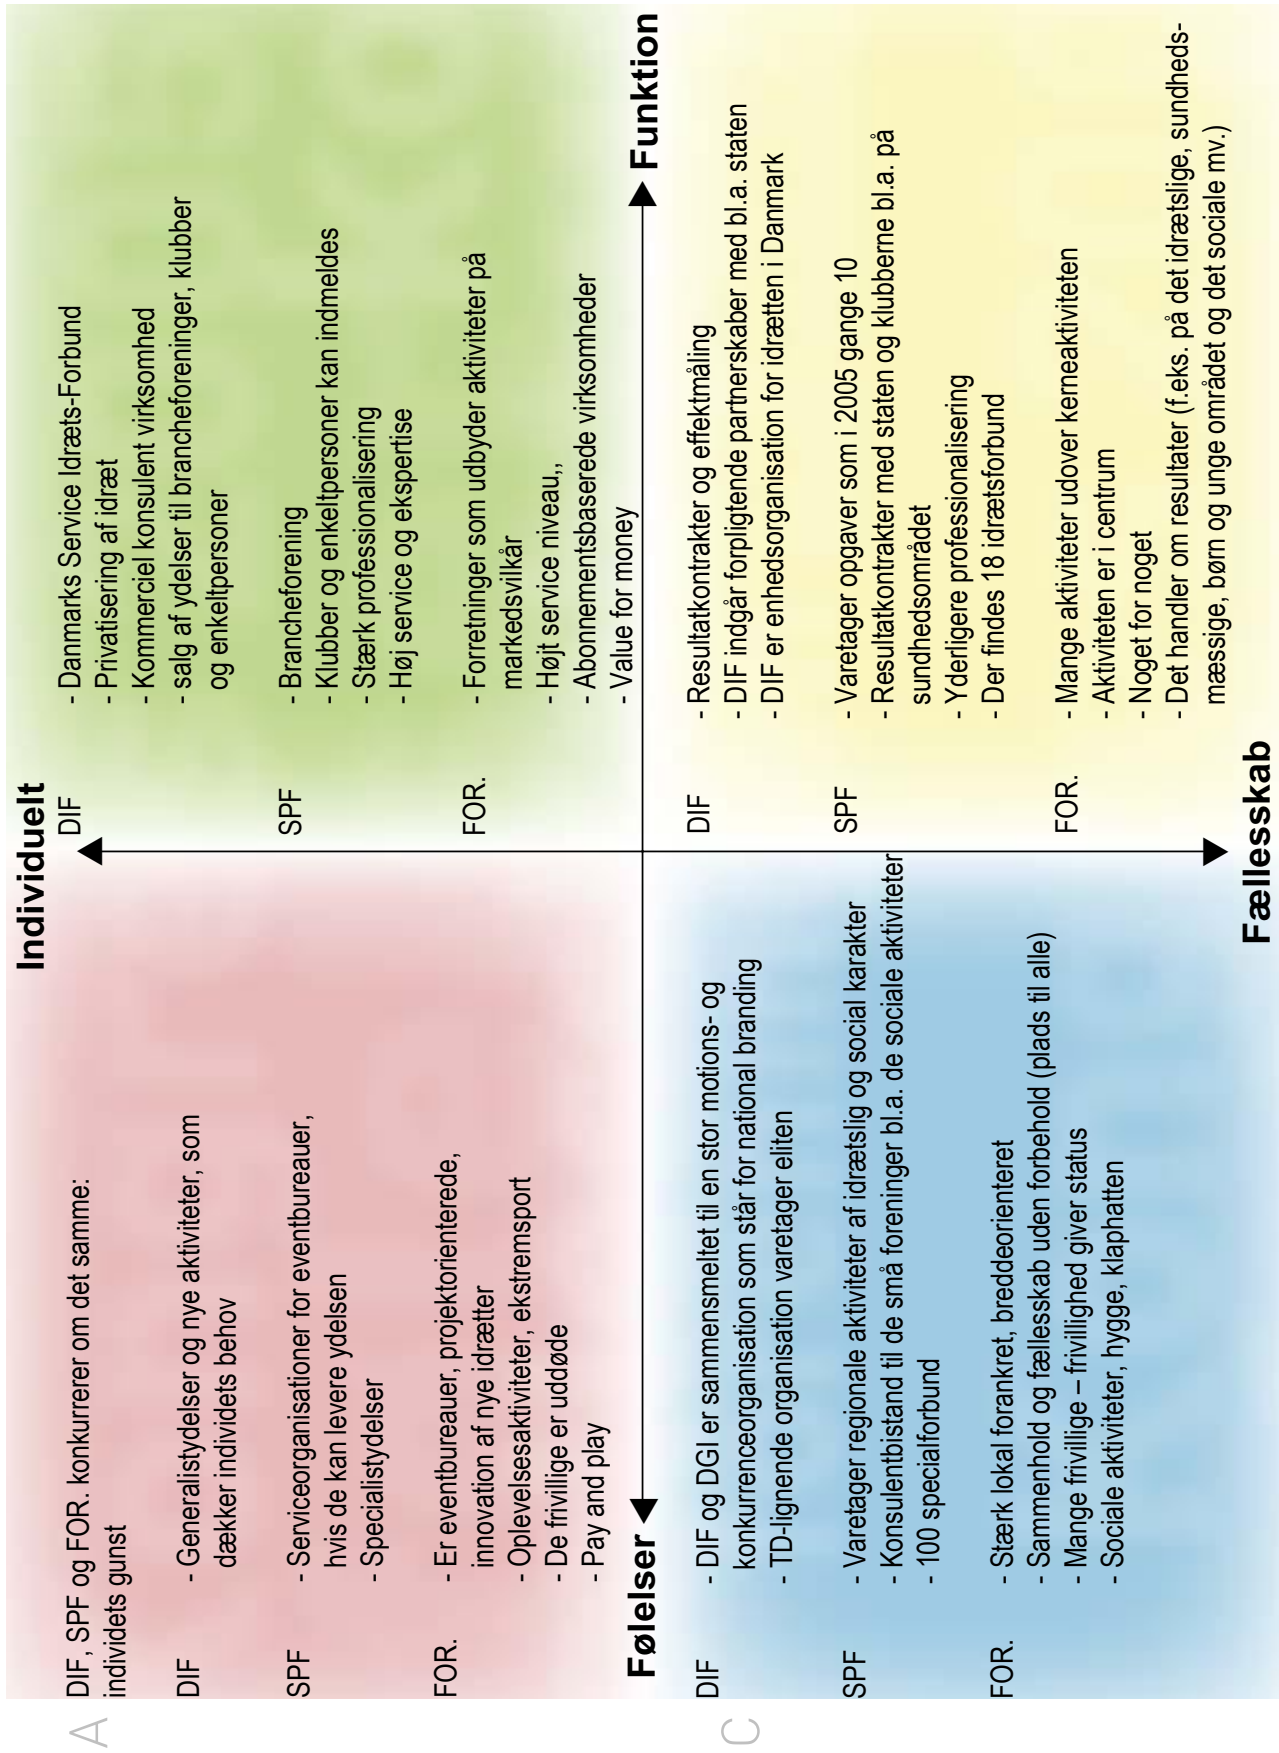 Individuelt
A
DIF, SPF og FOR. konkurrerer om det samme:
individets gunst
DIF
- Generalistydelser og nye aktiviteter, som
dækker individets behov
SPF
- Serviceorganisationer for eventbureauer,
hvis de kan levere ydelsen
- Specialistydelser
FOR.
- Er eventbureauer, projektorienterede,
innovation af nye idrætter
- Oplevelsesaktiviteter, ekstremsport
- De frivillige er uddøde
- Pay and play
DIF
- Danmarks Service Idræts-Forbund
- Privatisering af idræt
- Kommerciel konsulent virksomhed
- salg af ydelser til brancheforeninger, klubber
og enkeltpersoner
SPF
- Brancheforening
- Klubber og enkeltpersoner kan indmeldes
- Stærk professionalisering
- Høj service og ekspertise
FOR.
- Forretninger som udbyder aktiviteter på
markedsvilkår
- Højt service niveau,,
- Abonnementsbaserede virksomheder
- Value for money
Følelser
Funktion
C
DIF
- DIF og DGI er sammensmeltet til en stor motions- og
konkurrenceorganisation som står for national branding
- TD-lignende organisation varetager eliten
SPF
- Varetager regionale aktiviteter af idrætslig og social karakter
- Konsulentbistand til de små foreninger bl.a. de sociale aktiviteter
- 100 specialforbund
FOR.
- Stærk lokal forankret, breddeorienteret
- Sammenhold og fællesskab uden forbehold (plads til alle)
- Mange frivillige – frivillighed giver status
- Sociale aktiviteter, hygge, klaphatten
DIF
- Resultatkontrakter og effektmåling
- DIF indgår forpligtende partnerskaber med bl.a. staten
- DIF er enhedsorganisation for idrætten i Danmark
SPF
- Varetager opgaver som i 2005 gange 10
- Resultatkontrakter med staten og klubberne bl.a. på
sundhedsområdet
- Yderligere professionalisering
- Der findes 18 idrætsforbund
FOR.
- Mange aktiviteter udover kerneaktiviteten
- Aktiviteten er i centrum
- Noget for noget
- Det handler om resultater (f.eks. på det idrætslige, sundheds-
mæssige, børn og unge området og det sociale mv.)
Fællesskab